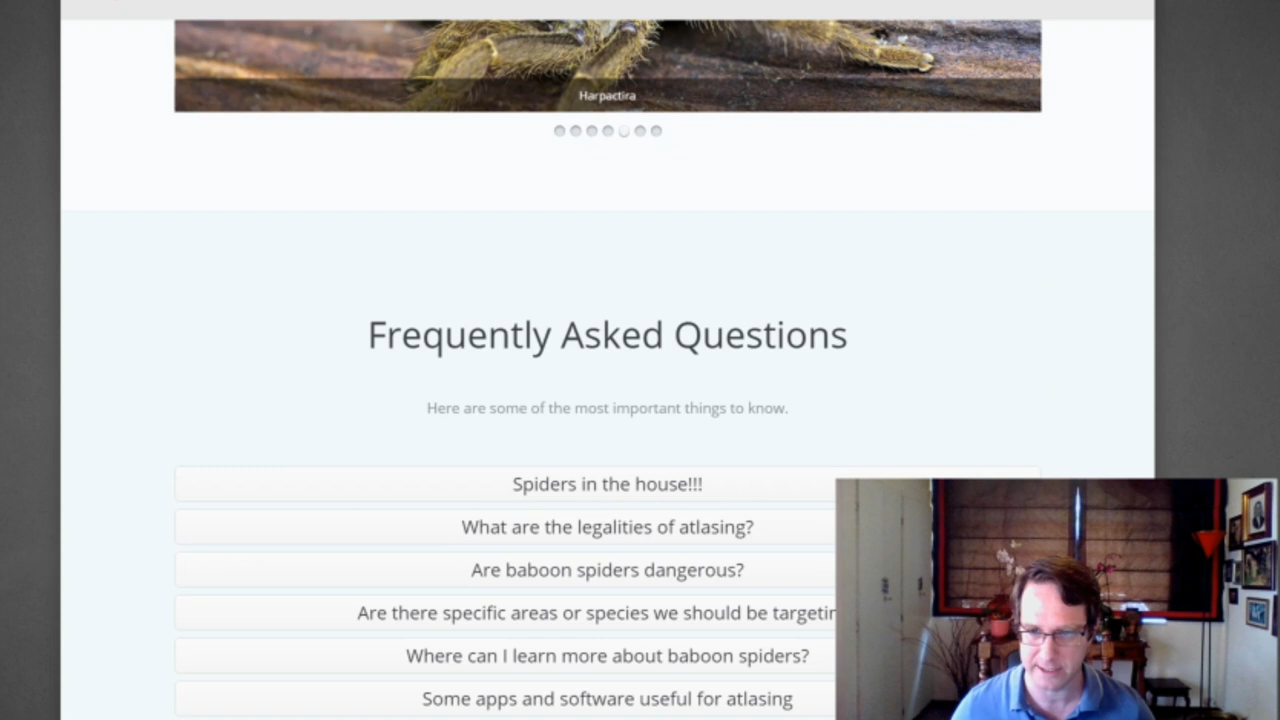 Harpactira
Frequently Asked Questions
Here are some of the most important things to know.
Spiders in the house!!!
What are the legalities of atlasing?
Are baboon spiders dangerous?
Are there specific areas or species we should be
Where can I learn more about baboon spiders?
Some apps and software useful for atlasing